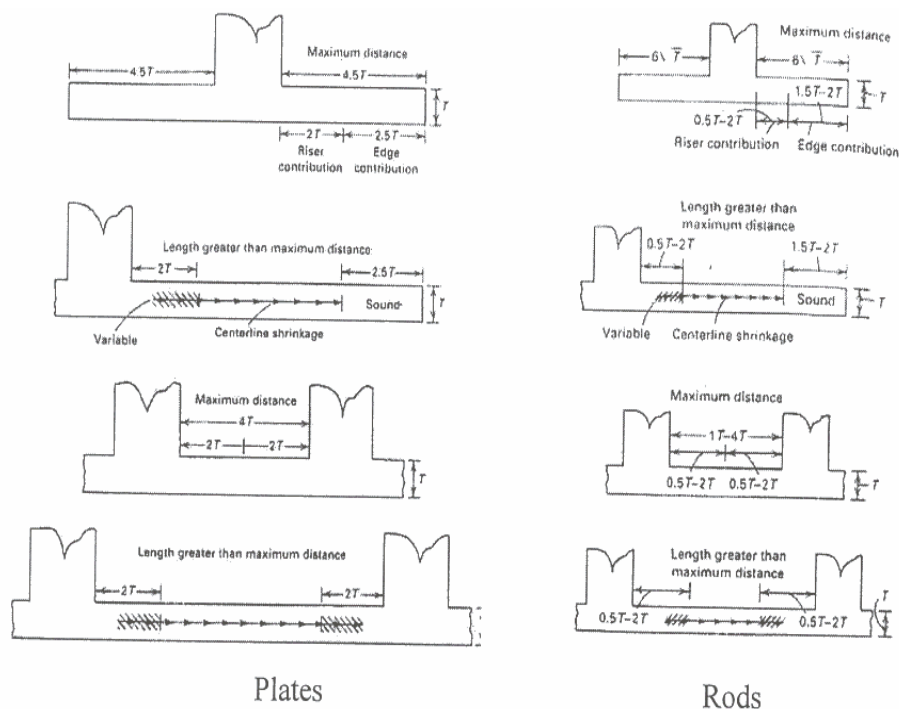 Maximum distance
4.5T
4.5T
T
2T
2.5T
Riser
contribution
Edge
contribution
Maximum distance
6\ T
6\ T
T
1.5T–2T
0.5T–2T
Riser contribution
Edge contribution
Length greater than maximum distance
2T
2.5T
T
Sound
Variable
Centerline shrinkage
Length greater than
maximum distance
0.5T–2T
1.5T–2T
T
Sound
Variable
Centerline shrinkage
Maximum distance
4T
2T
2T
T
Maximum distance
1T–4T
0.5T–2T
0.5T–2T
T
Length greater than maximum distance
2T
2T
Length greater than
maximum distance
0.5T–2T
0.5T–2T
T
Plates
Rods